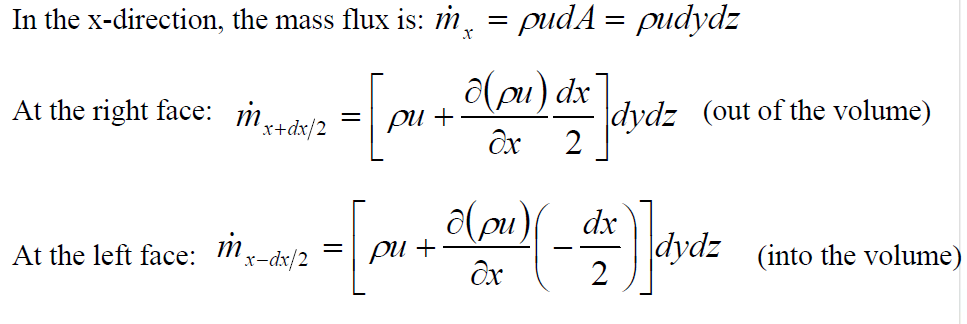 In the x-direction, the mass flux is: ṁₓ = ρudA = ρudydz
At the right face: ṁ_{x+dx/2} = [ρu + ∂(ρu)/∂x dx/2]dydz (out of the volume)
At the left face: ṁ_{x−dx/2} = [ρu + ∂(ρu)/∂x (− dx/2)]dydz (into the volume)